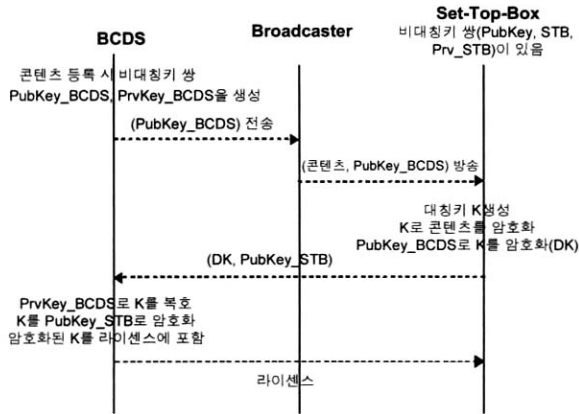 BCDS
Broadcaster
Set-Top-Box
비대칭키 쌍(PubKey, STB,
Prv_STB)이 있음
콘텐츠 등록 시 비대칭키 쌍
PubKey_BCDS, PrvKey_BCDS을 생성
(PubKey_BCDS) 전송
(콘텐츠, PubKey_BCDS) 방송
대칭키 K생성
K로 콘텐츠를 암호화
PubKey_BCDS로 K를 암호화(DK)
(DK, PubKey_STB)
PrvKey_BCDS로 K를 복호
K를 PubKey_STB로 암호화
암호화된 K를 라이센스에 포함
라이센스